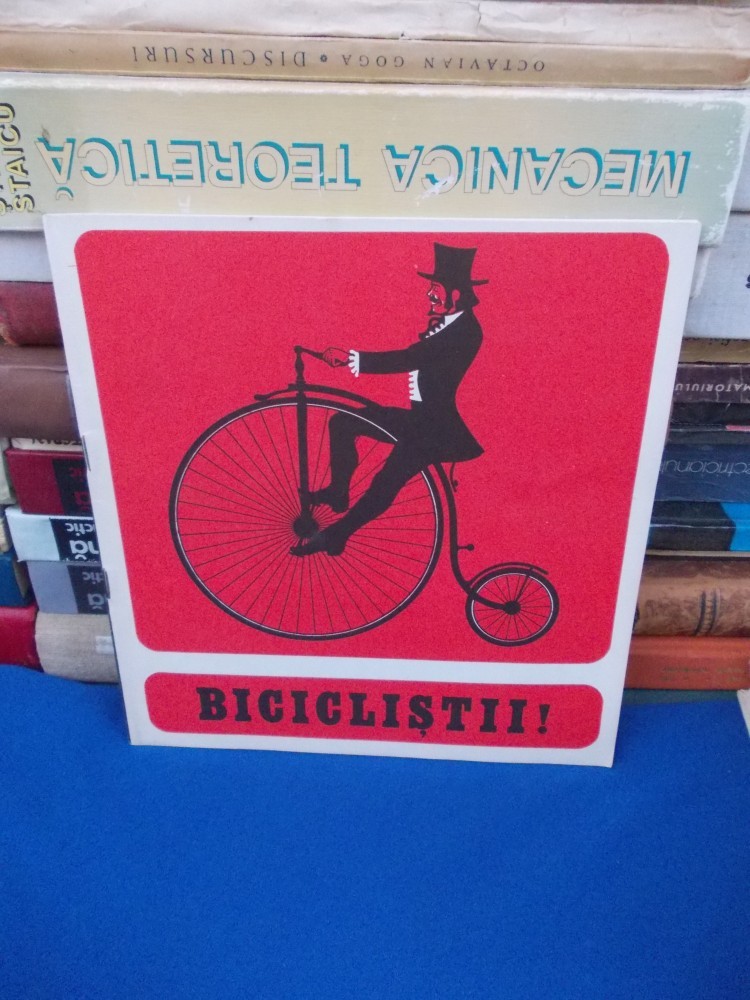 OCTAVIAN GOGA • DISCURSURI
MECANICA TEORETICĂ
STAICU
BICICLIȘTII!